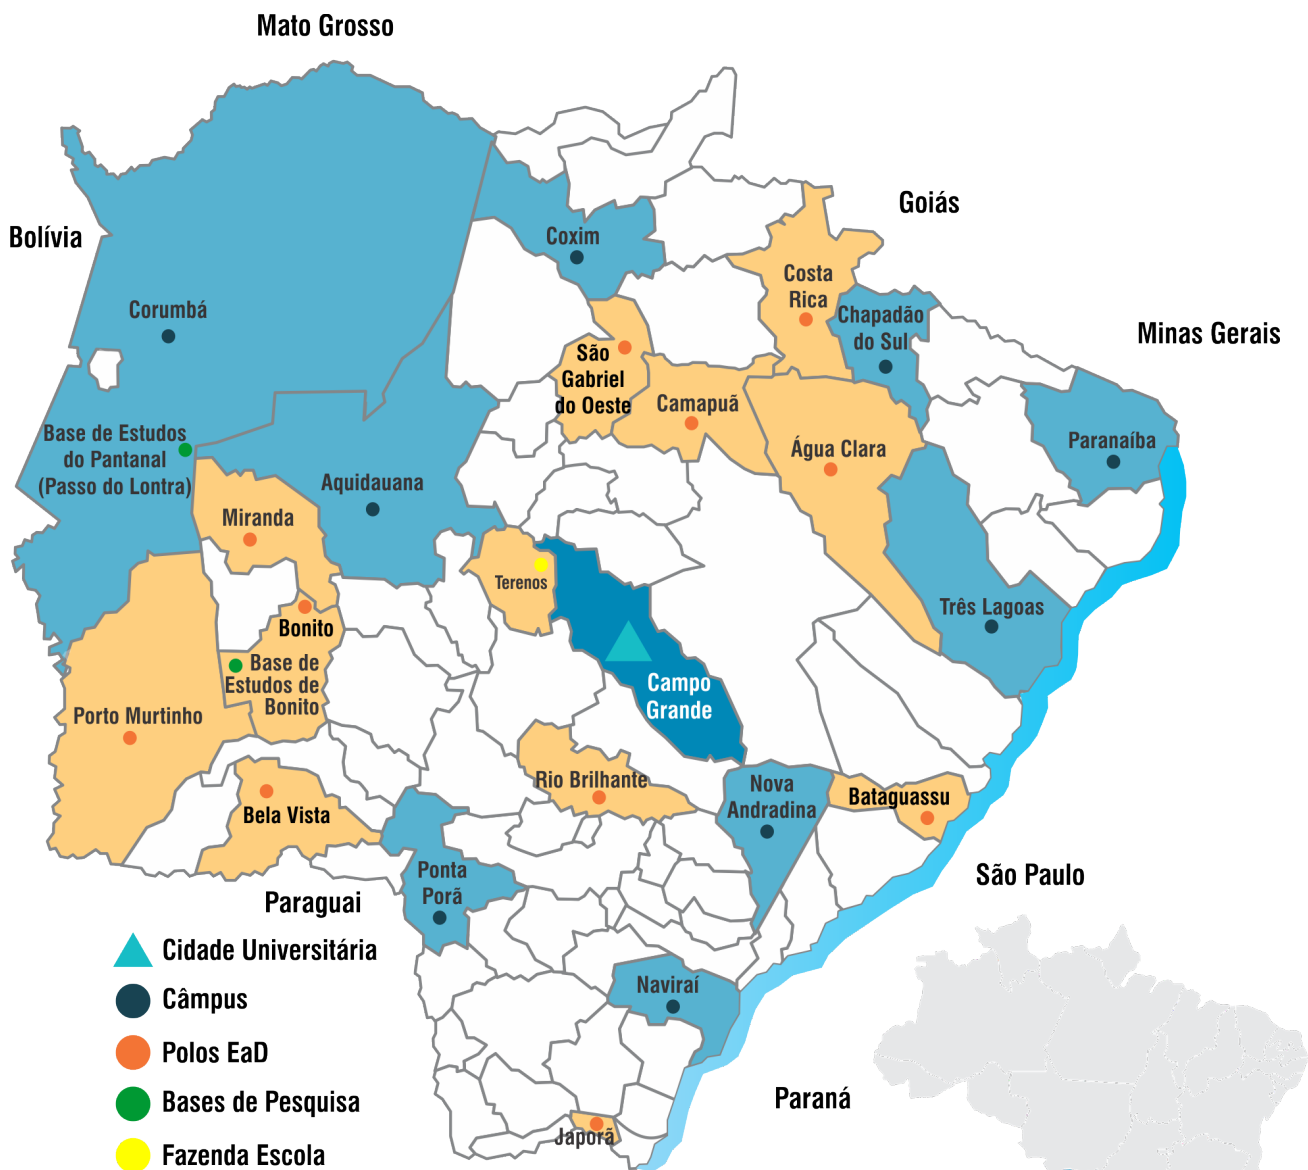 Mato Grosso
Goiás
Bolívia
Coxim
Costa
Rica
Corumbá
Chapadão
do Sul
Minas Gerais
São
Gabriel
do Oeste
Camapuã
Base de Estudos
do Pantanal
(Passo do Lontra)
Água Clara
Paranaíba
Aquidauana
Miranda
Terenos
Três Lagoas
Bonito
Base de
Estudos de
Bonito
Campo
Grande
Porto Murtinho
Rio Brilhante
Nova
Andradina
Bataguassu
Bela Vista
Ponta
Porã
São Paulo
Paraguai
Cidade Universitária
Naviraí
Câmpus
Polos EaD
Paraná
Bases de Pesquisa
Japorã
Fazenda Escola